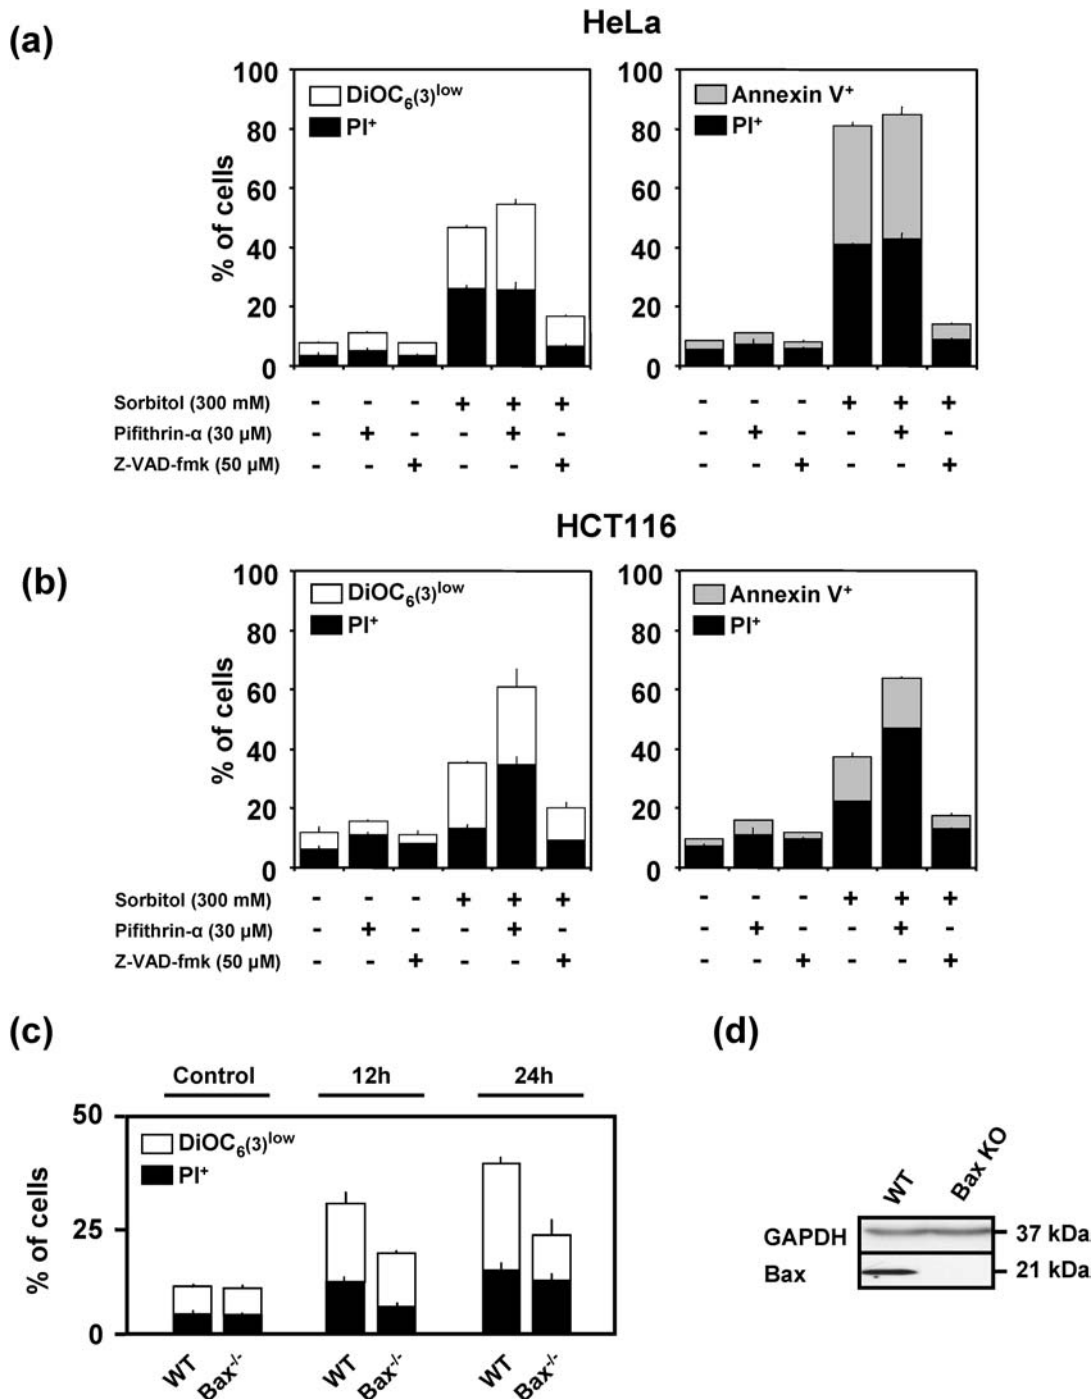 HeLa
(a)
100
80
60
40
20
0
% of cells
DiOC₆(3)ˡᵒʷ
PI⁺
100
80
60
40
20
0
Annexin V⁺
PI⁺
Sorbitol (300 mM) - - - + + + - - - + + +
Pifithrin-α (30 µM) - + - - + - - + - - + -
Z-VAD-fmk (50 µM) - - + - - + - - + - - +
HCT116
(b)
100
80
60
40
20
0
% of cells
DiOC₆(3)ˡᵒʷ
PI⁺
100
80
60
40
20
0
Annexin V⁺
PI⁺
Sorbitol (300 mM) - - - + + + - - - + + +
Pifithrin-α (30 µM) - + - - + - - + - - + -
Z-VAD-fmk (50 µM) - - + - - + - - + - - +
(c)
Control 12h 24h
50
25
0
% of cells
DiOC₆(3)ˡᵒʷ
PI⁺
WT Bax⁻/⁻ WT Bax⁻/⁻ WT Bax⁻/⁻
(d)
WT Bax KO
GAPDH 37 kDa
Bax 21 kDa